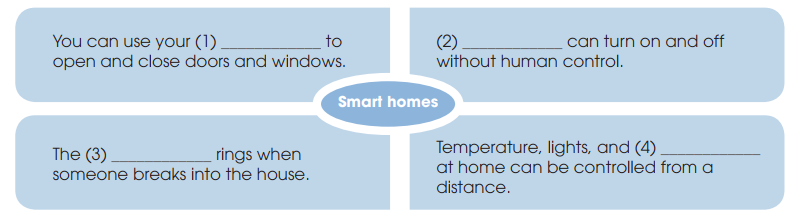 You can use your (1) ____________ to
open and close doors and windows.
(2) ____________ can turn on and off
without human control.
Smart homes
The (3) ____________ rings when
someone breaks into the house.
Temperature, lights, and (4) ____________
at home can be controlled from a
distance.